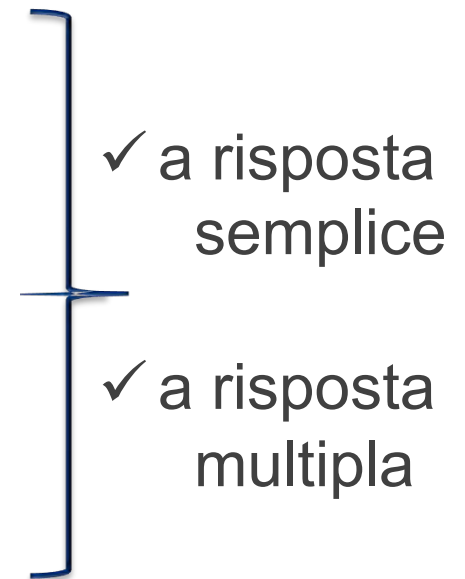 ✓ a risposta
semplice
✓ a risposta
multipla